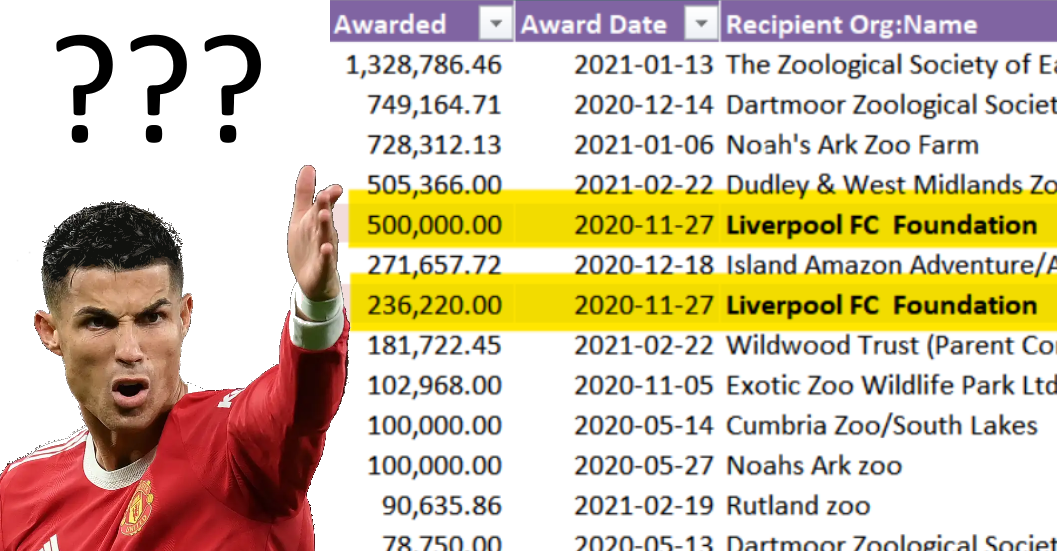 ???
Awarded Award Date Recipient Org:Name
1,328,786.46 2021-01-13 The Zoological Society of Ea
749,164.71 2020-12-14 Dartmoor Zoological Societ
728,312.13 2021-01-06 Noah's Ark Zoo Farm
505,366.00 2021-02-22 Dudley & West Midlands Zo
500,000.00 2020-11-27 Liverpool FC Foundation
271,657.72 2020-12-18 Island Amazon Adventure/A
236,220.00 2020-11-27 Liverpool FC Foundation
181,722.45 2021-02-22 Wildwood Trust (Parent Co
102,968.00 2020-11-05 Exotic Zoo Wildlife Park Ltd
100,000.00 2020-05-14 Cumbria Zoo/South Lakes
100,000.00 2020-05-27 Noahs Ark zoo
90,635.86 2021-02-19 Rutland zoo
78,750.00 2020-05-13 Dartmoor Zoological Societ